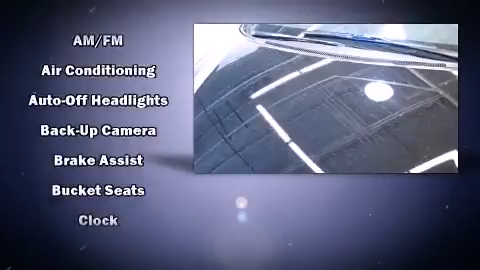 AM/FM
Air Conditioning
Auto-Off Headlights
Back-Up Camera
Brake Assist
Bucket Seats
Clock